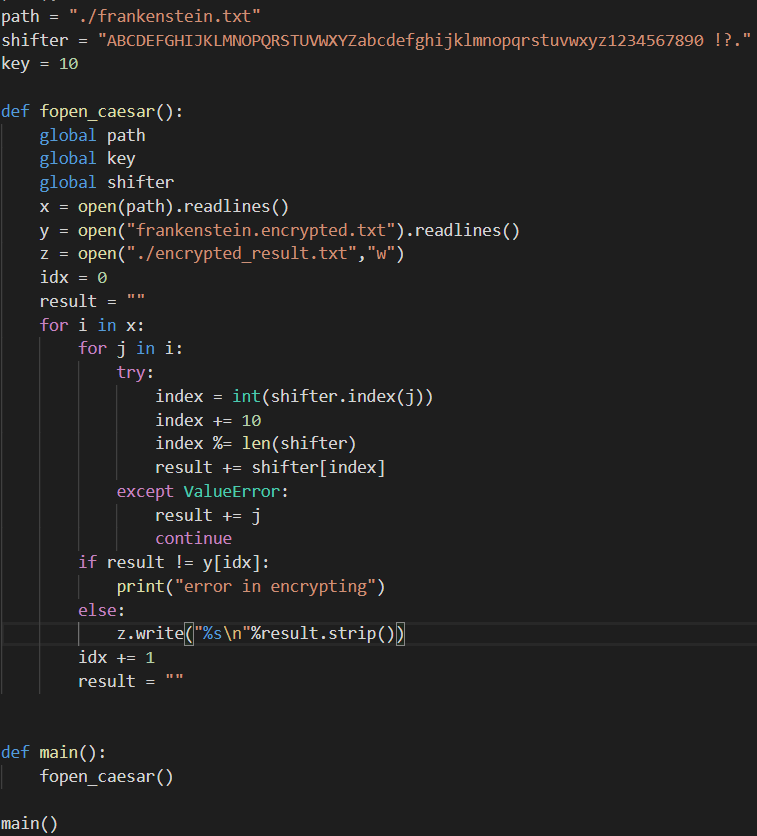 path = "./frankenstein.txt"
shifter = "ABCDEFGHIJKLMNOPQRSTUVWXYZabcdefghijklmnopqrstuvwxyz1234567890 !?."
key = 10

def fopen_caesar():
    global path
    global key
    global shifter
    x = open(path).readlines()
    y = open("frankenstein.encrypted.txt").readlines()
    z = open("./encrypted_result.txt","w")
    idx = 0
    result = ""
    for i in x:
        for j in i:
            try:
                index = int(shifter.index(j))
                index += 10
                index %= len(shifter)
                result += shifter[index]
            except ValueError:
                result += j
                continue
        if result != y[idx]:
            print("error in encrypting")
        else:
            z.write("%s\n"%result.strip())
        idx += 1
        result = ""


def main():
    fopen_caesar()

main()